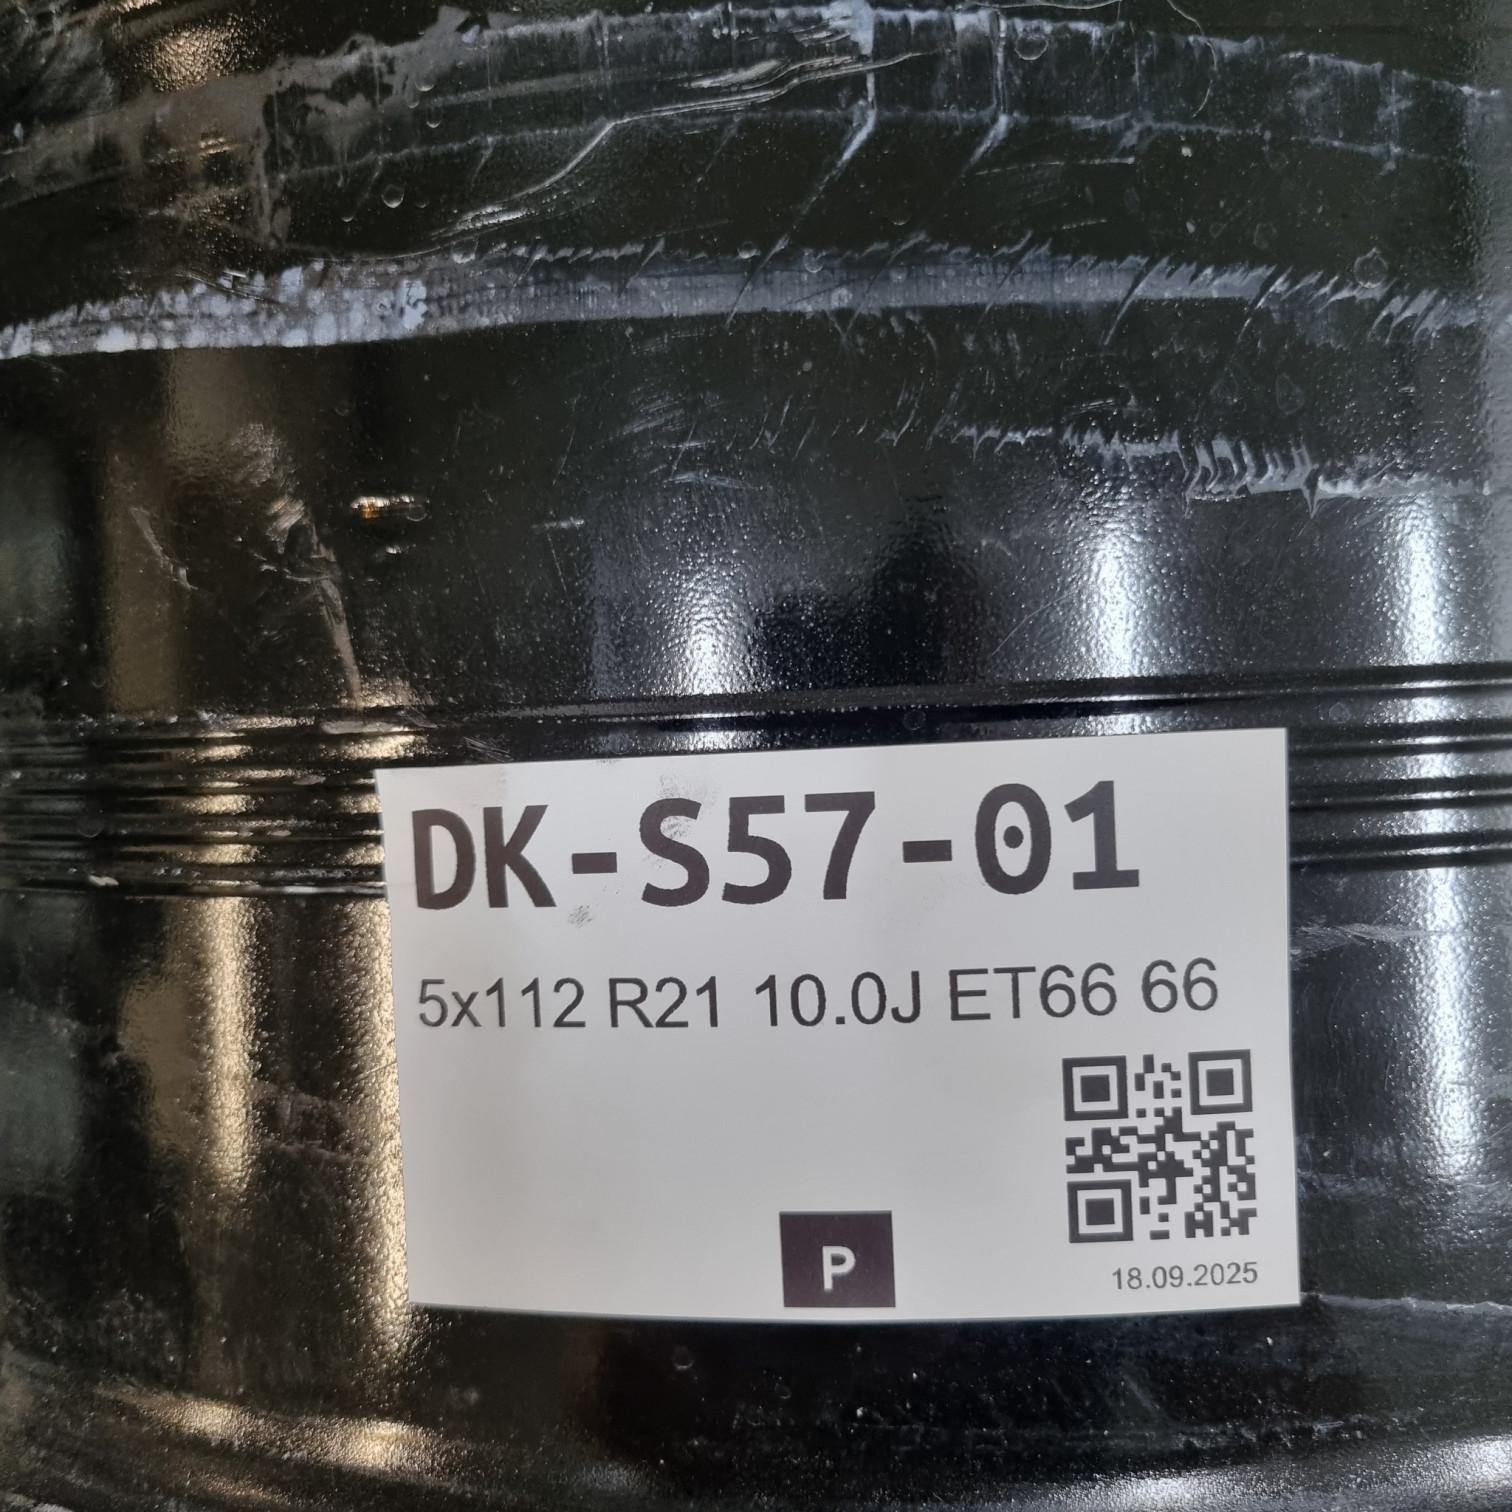 DK-S57-01
5x112 R21 10.0J ET66 66
P
18.09.2025